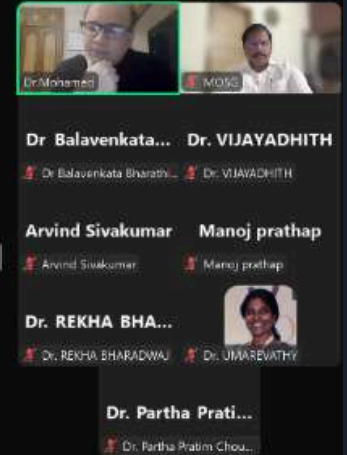 Dr.Mohamed
MOSG
Dr Balavenkata... Dr. VIJAYADHITH
Dr Balavenkata Bharathi... Dr. VIJAYADHITH
Arvind Sivakumar Manoj prathap
Arvind Sivakumar Manoj prathap
Dr. REKHA BHA...
Dr. REKHA BHARADWAJ Dr. UMAREVATHY
Dr. Partha Prati...
Dr. Partha Pratim Chou...